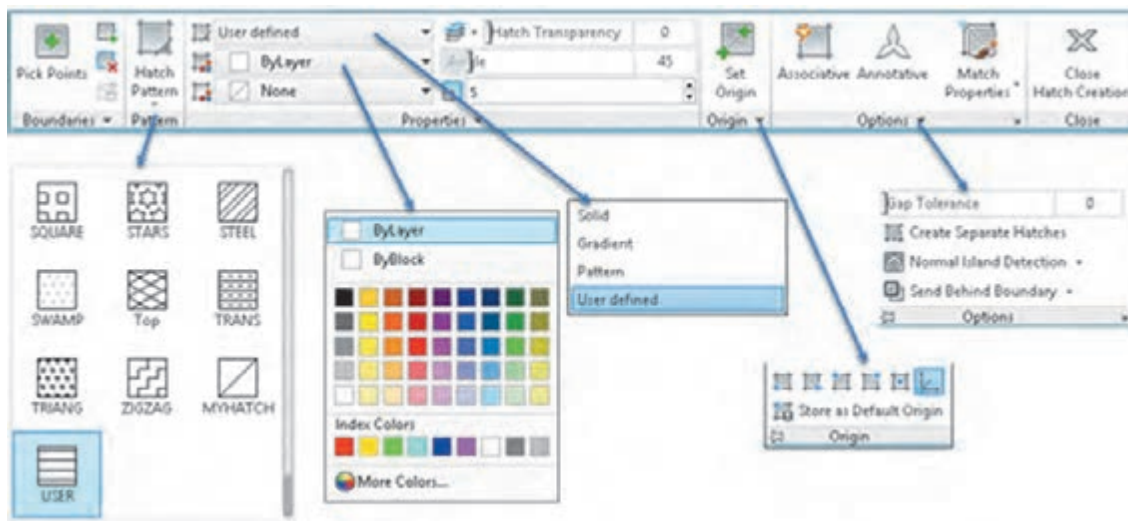 User defined
Hatch Transparency 0
ByLayer
45
Pick Points
Hatch Pattern
None
5
Set Origin
Associative
Annotative
Match Properties
Close Hatch Creation
Boundaries
Pattern
Properties
Origin
Options
Close
SQUARE STARS STEEL
SWAMP Top TRANS
TRIANG ZIGZAG MYHATCH
USER
ByLayer
ByBlock
Index Colors
More Colors...
Solid
Gradient
Pattern
User defined
Gap Tolerance 0
Create Separate Hatches
Normal Island Detection
Send Behind Boundary
Options
Store as Default Origin
Origin